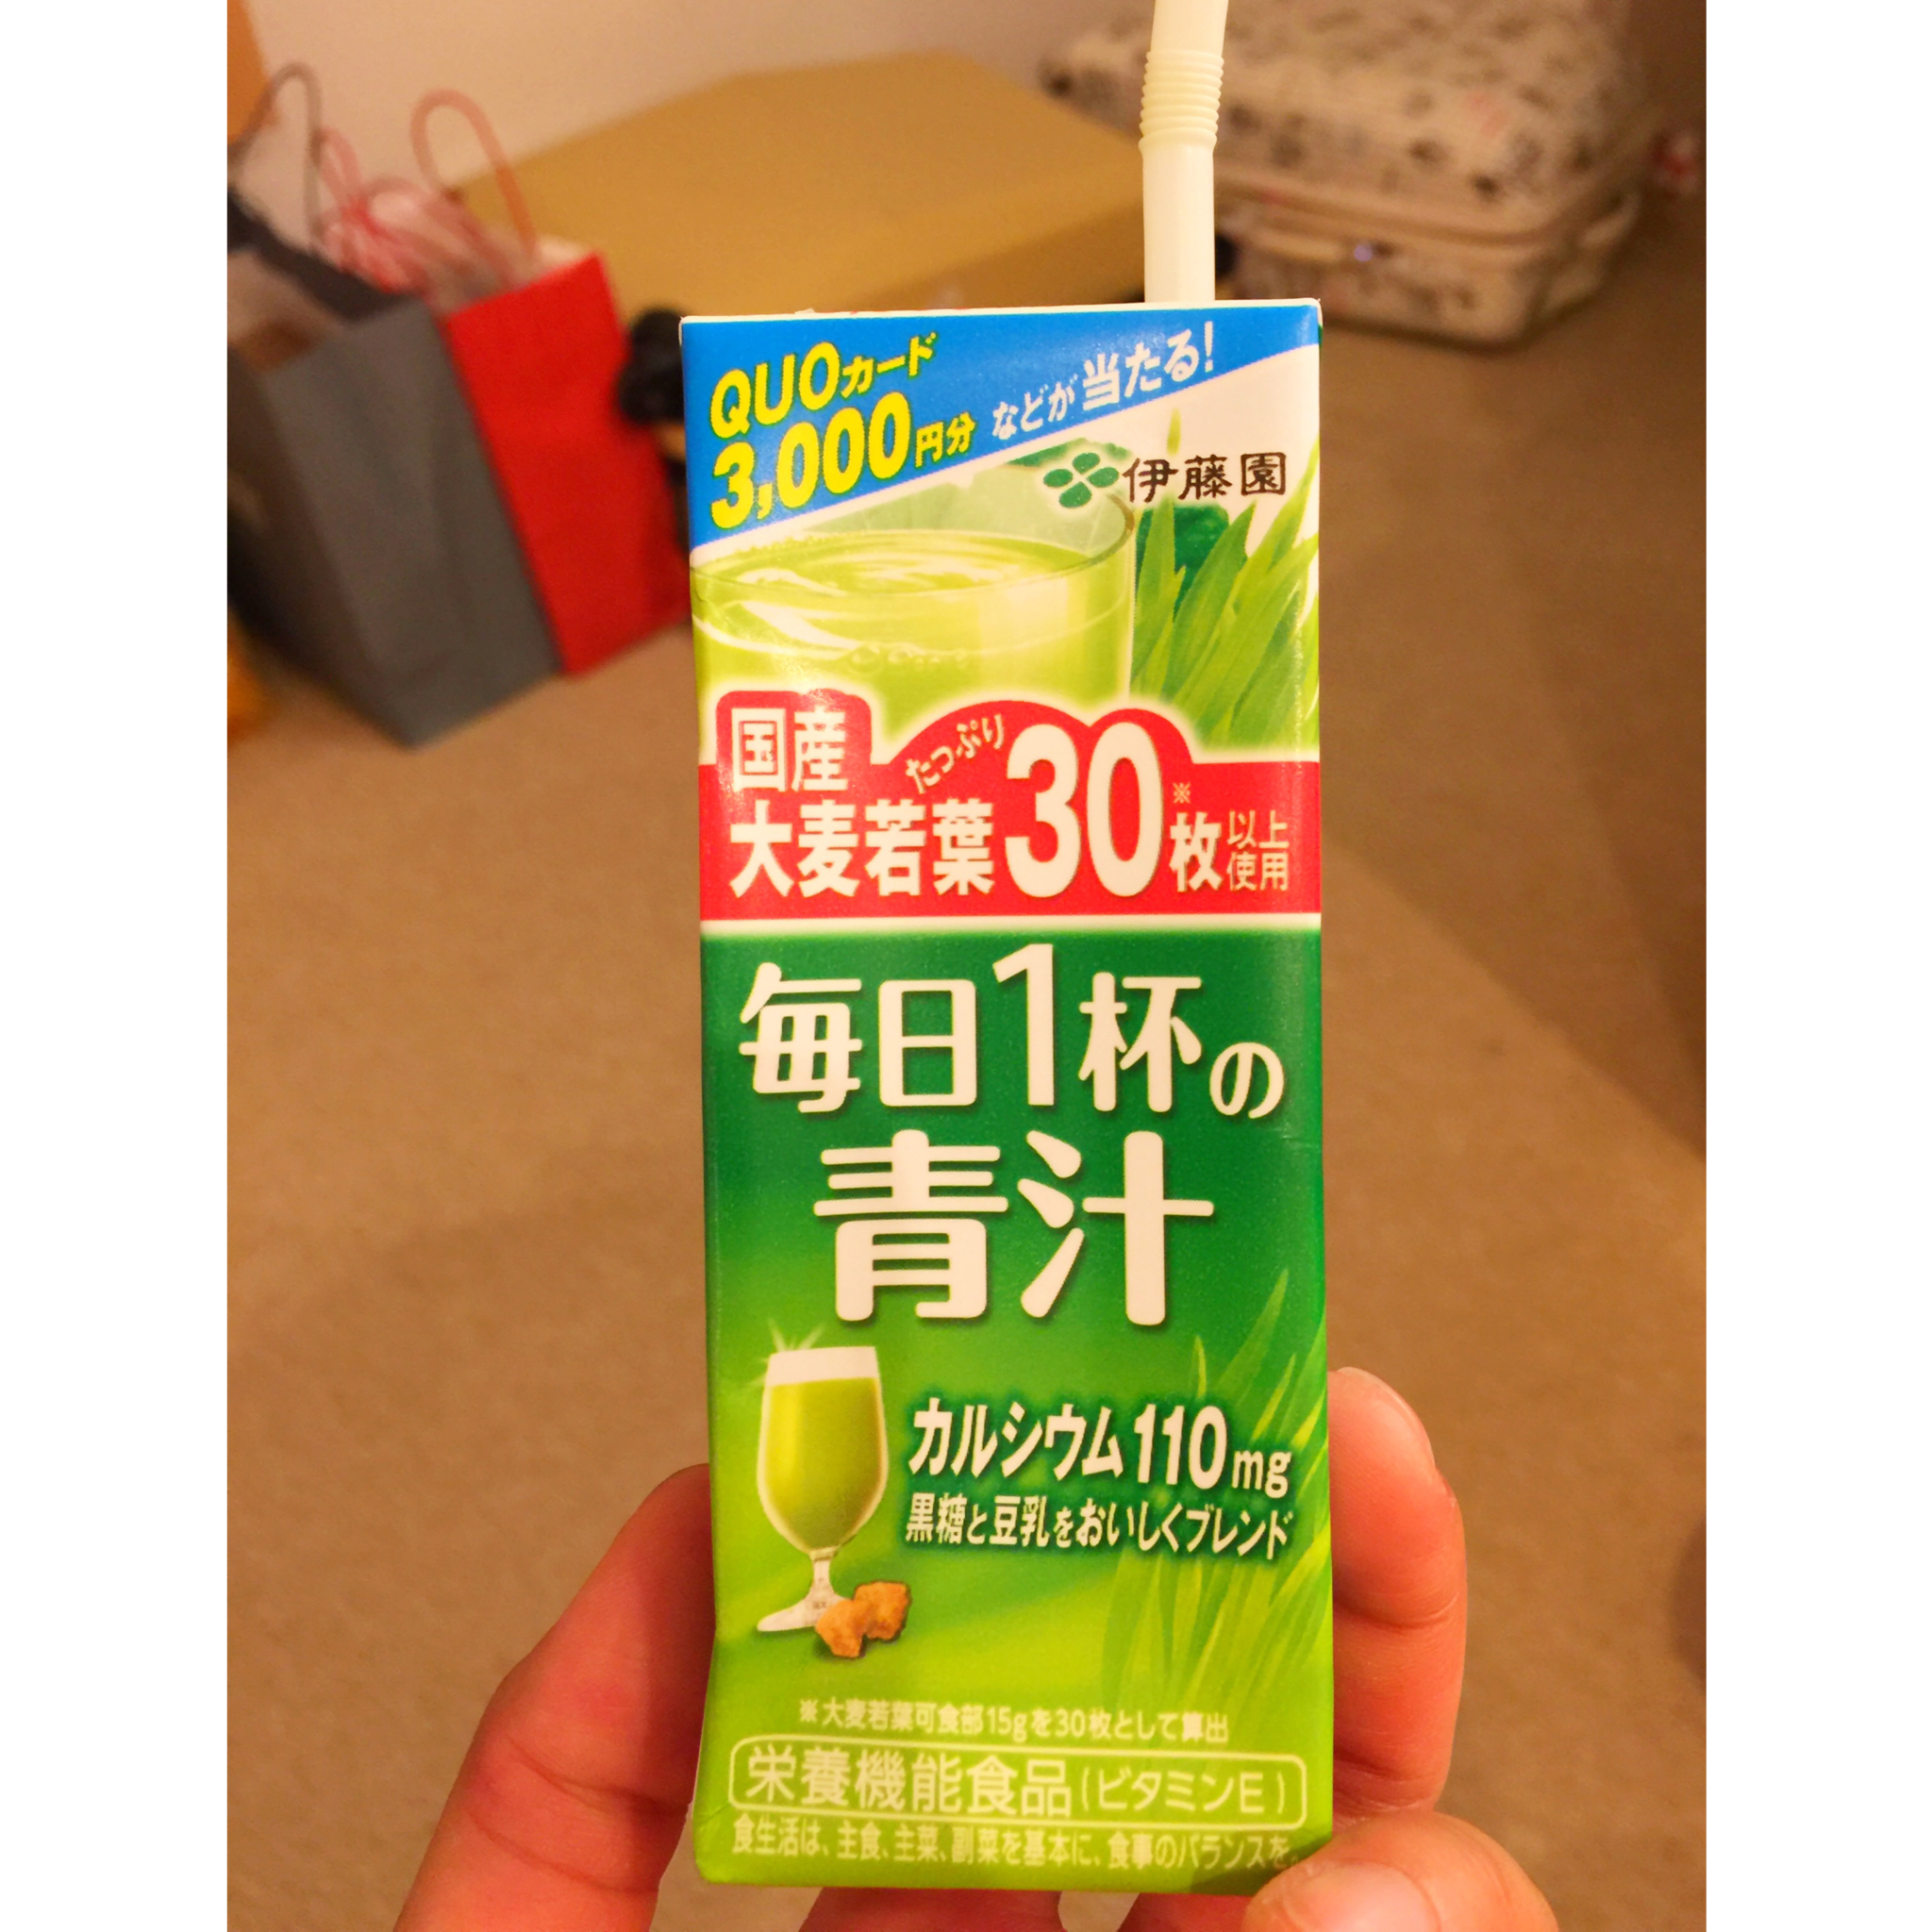 QUOカード
3,000円分 などが当たる!
伊藤園
国産
たっぷり
大麦若葉30※枚以上使用
毎日1杯の
青汁
カルシウム110mg
黒糖と豆乳をおいしくブレンド
※大麦若葉可食部15gを30枚として算出
栄養機能食品(ビタミンE)
食生活は、主食、主菜、副菜を基本に、食事のバランスを。